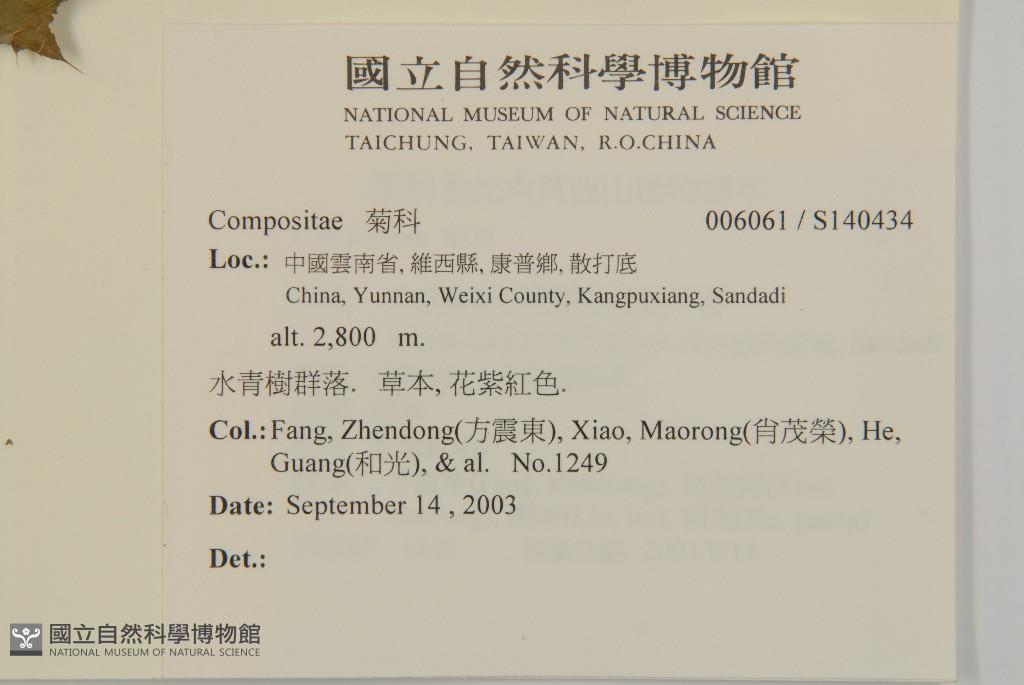 國立自然科學博物館
NATIONAL MUSEUM OF NATURAL SCIENCE
TAICHUNG, TAIWAN, R.O.CHINA
Compositae 菊科 006061 / S140434
Loc.: 中國雲南省, 維西縣, 康普鄉, 散打底
China, Yunnan, Weixi County, Kangpuxiang, Sandadi
alt. 2,800 m.
水青樹群落. 草本, 花紫紅色.
Col.: Fang, Zhendong(方震東), Xiao, Maorong(肖茂榮), He,
Guang(和光), & al. No.1249
Date: September 14 , 2003
Det.:
國立自然科學博物館
NATIONAL MUSEUM OF NATURAL SCIENCE